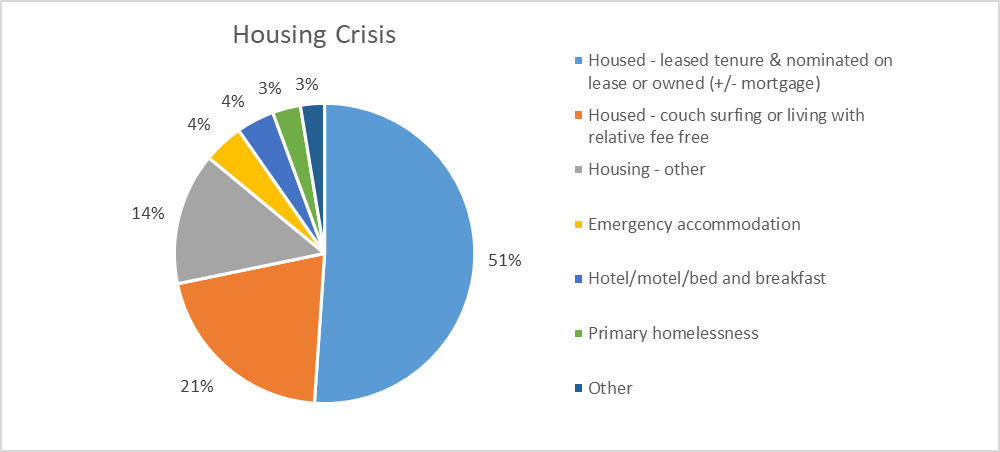 Housing Crisis
3%
3%
4%
4%
14%
51%
21%
Housed - leased tenure & nominated on
lease or owned (+/- mortgage)
Housed - couch surfing or living with
relative fee free
Housing - other
Emergency accommodation
Hotel/motel/bed and breakfast
Primary homelessness
Other